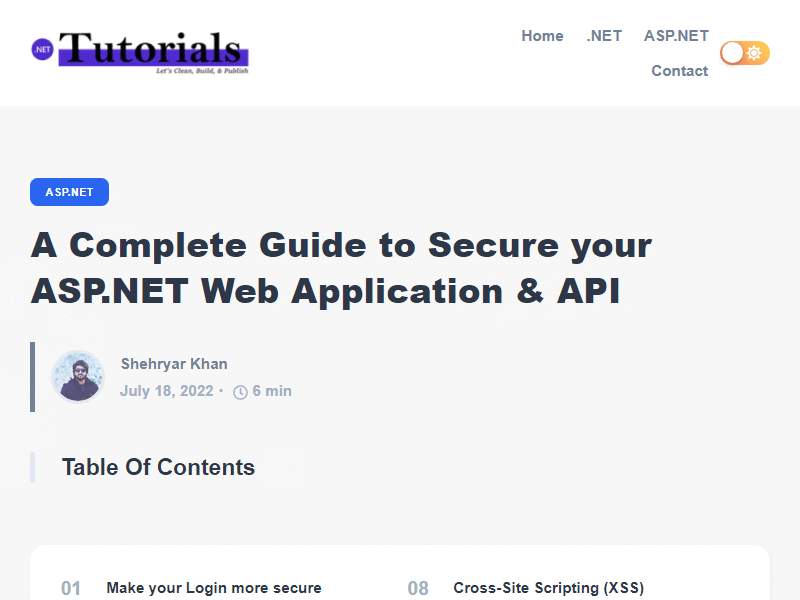 .NET Tutorials
Let's Clean, Build, & Publish
Home .NET ASP.NET
Contact
ASP.NET
A Complete Guide to Secure your
ASP.NET Web Application & API
Shehryar Khan
July 18, 2022 · 6 min
Table Of Contents
01 Make your Login more secure
08 Cross-Site Scripting (XSS)